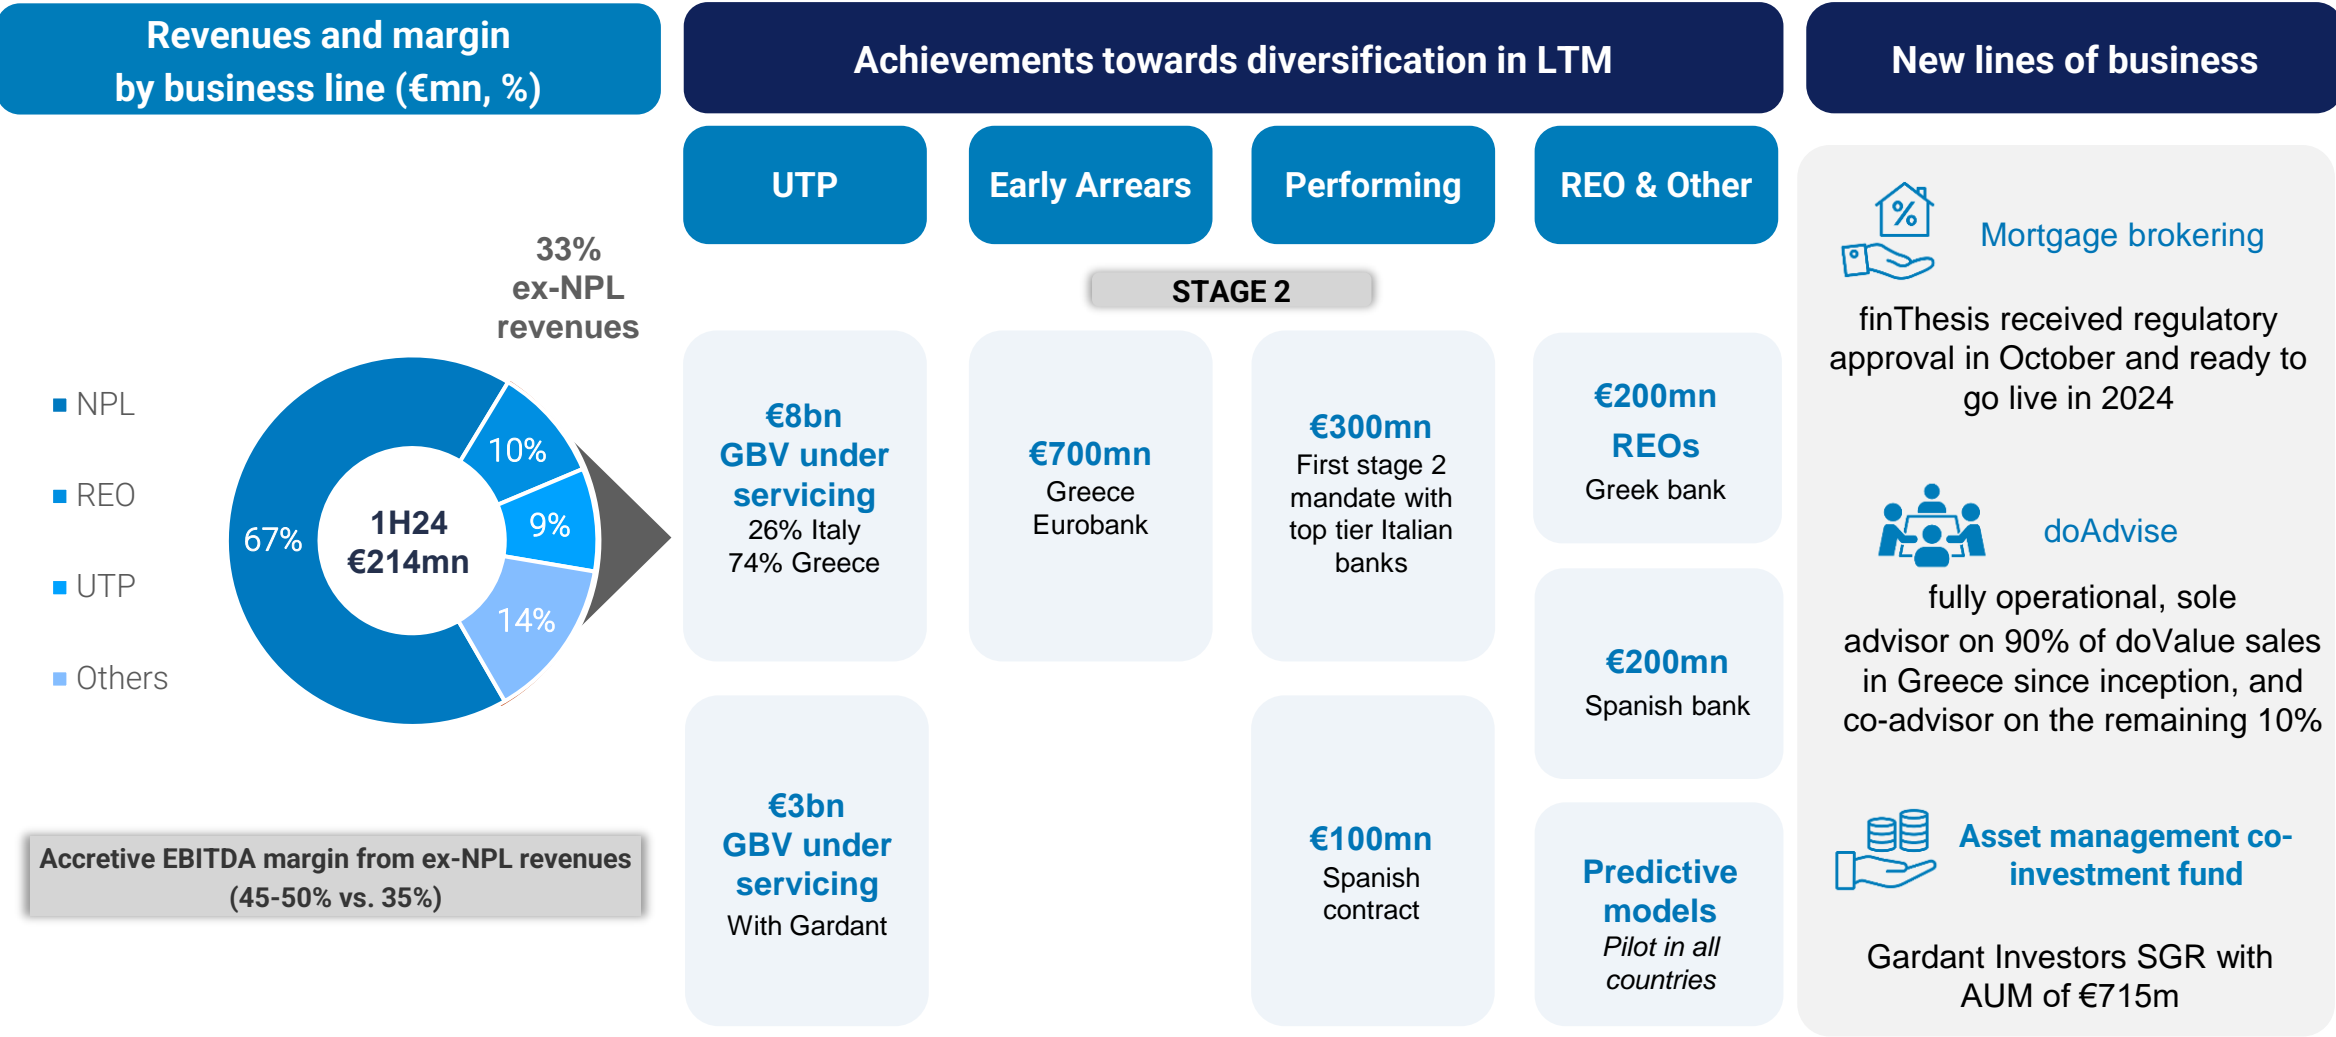 Revenues and margin
by business line (€mn, %)
33%
ex-NPL
revenues
NPL
REO
UTP
Others
10%
9%
14%
67%
1H24
€214mn
Accretive EBITDA margin from ex-NPL revenues
(45-50% vs. 35%)
Achievements towards diversification in LTM
UTP
Early Arrears
Performing
REO & Other
STAGE 2
€8bn
GBV under
servicing
26% Italy
74% Greece
€3bn
GBV under
servicing
With Gardant
€700mn
Greece
Eurobank
€300mn
First stage 2
mandate with
top tier Italian
banks
€100mn
Spanish
contract
€200mn
REOs
Greek bank
€200mn
Spanish bank
Predictive
models
Pilot in all
countries
New lines of business
%
Mortgage brokering
finThesis received regulatory
approval in October and ready to
go live in 2024
doAdvise
fully operational, sole
advisor on 90% of doValue sales
in Greece since inception, and
co-advisor on the remaining 10%
Asset management co-
investment fund
Gardant Investors SGR with
AUM of €715m